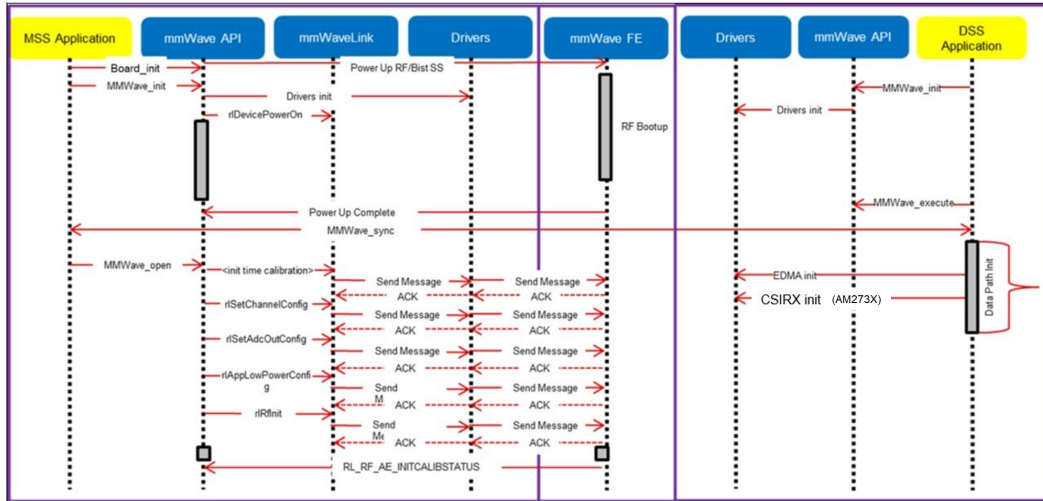 MSS Application
mmWave API
mmWaveLink
Drivers
mmWave FE
Drivers
mmWave API
DSS
Application
Board_init
Power Up RF/Bist SS
MMWave_init
MMWave_init
Drivers init
Drivers init
rlDevicePowerOn
RF Bootup
MMWave_execute
Power Up Complete
MMWave_sync
MMWave_open
<init time calibration>
EDMA init
Data Path Init
Send Message
Send Message
ACK
ACK
CSIRX init (AM273X)
rlSetChannelConfig
Send Message
Send Message
ACK
ACK
rlSetAdcOutConfig
Send Message
Send Message
ACK
ACK
rlAppLowPowerConfi
g
Send
Send Message
ACK
ACK
rlRfInit
Send
Send Message
ACK
ACK
RL_RF_AE_INITCALIBSTATUS